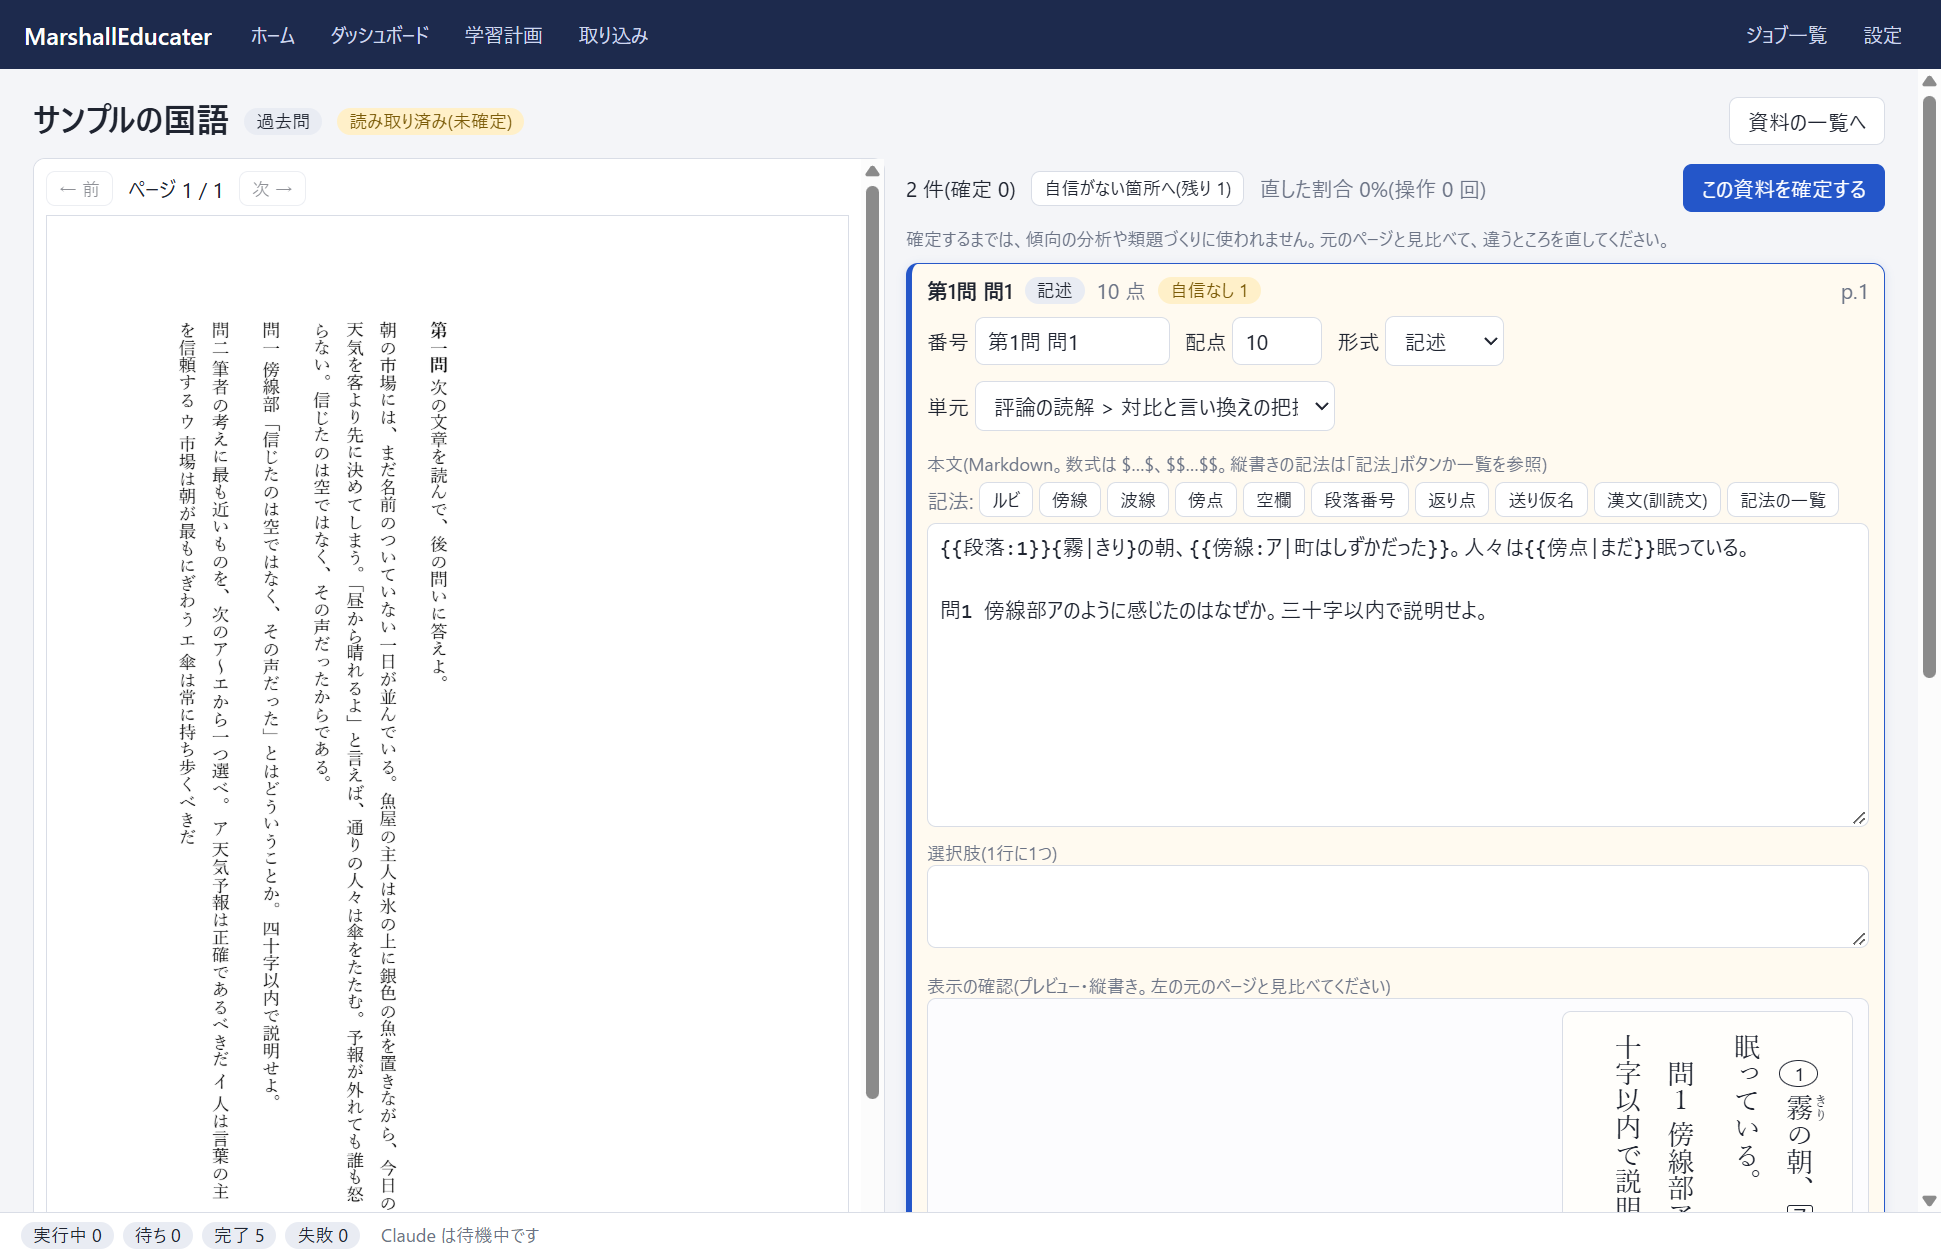 MarshallEducater ホーム ダッシュボード 学習計画 取り込み ジョブ一覧 設定
サンプルの国語 過去問 読み取り済み(未確定) 資料の一覧へ
← 前 ページ 1 / 1 次 →
第一問 次の文章を読んで、後の問いに答えよ。
朝の市場には、まだ名前のついていない一日が並んでいる。魚屋の主人は氷の上に銀色の魚を置きながら、今日の
天気を客より先に決めてしまう。「昼から晴れるよ」と言えば、通りの人々は傘をたたむ。予報が外れても誰も怒
らない。信じたのは空ではなく、その声だったからである。
問一 傍線部「信じたのは空ではなく、その声だった」とはどういうことか。四十字以内で説明せよ。
問二 筆者の考えに最も近いものを、次のア〜エから一つ選べ。 ア 天気予報は正確であるべきだ イ 人は言葉の主
を信頼する ウ 市場は朝が最もにぎわう エ 傘は常に持ち歩くべきだ
2 件(確定 0) 自信がない箇所へ(残り 1) 直した割合 0%(操作 0 回) この資料を確定する
確定するまでは、傾向の分析や類題づくりに使われません。元のページと見比べて、違うところを直してください。
第1問 問1 記述 10 点 自信なし 1 p.1
番号 第1問 問1 配点 10 形式 記述
単元 評論の読解 > 対比と言い換えの把
本文(Markdown。数式は $...$、$$...$$。縦書きの記法は「記法」ボタンか一覧を参照)
記法: ルビ 傍線 波線 傍点 空欄 段落番号 返り点 送り仮名 漢文(訓読文) 記法の一覧
{{段落:1}}{霧|きり}の朝、{{傍線:ア|町はしずかだった}}。人々は{{傍点|まだ}}眠っている。
問1 傍線部アのように感じたのはなぜか。三十字以内で説明せよ。
選択肢(1行に1つ)
表示の確認(プレビュー・縦書き。左の元のページと見比べてください)
1 霧きりの朝、
眠っている。
問1 傍線部
十字以内で説明
実行中 0 待ち 0 完了 5 失敗 0 Claude は待機中です